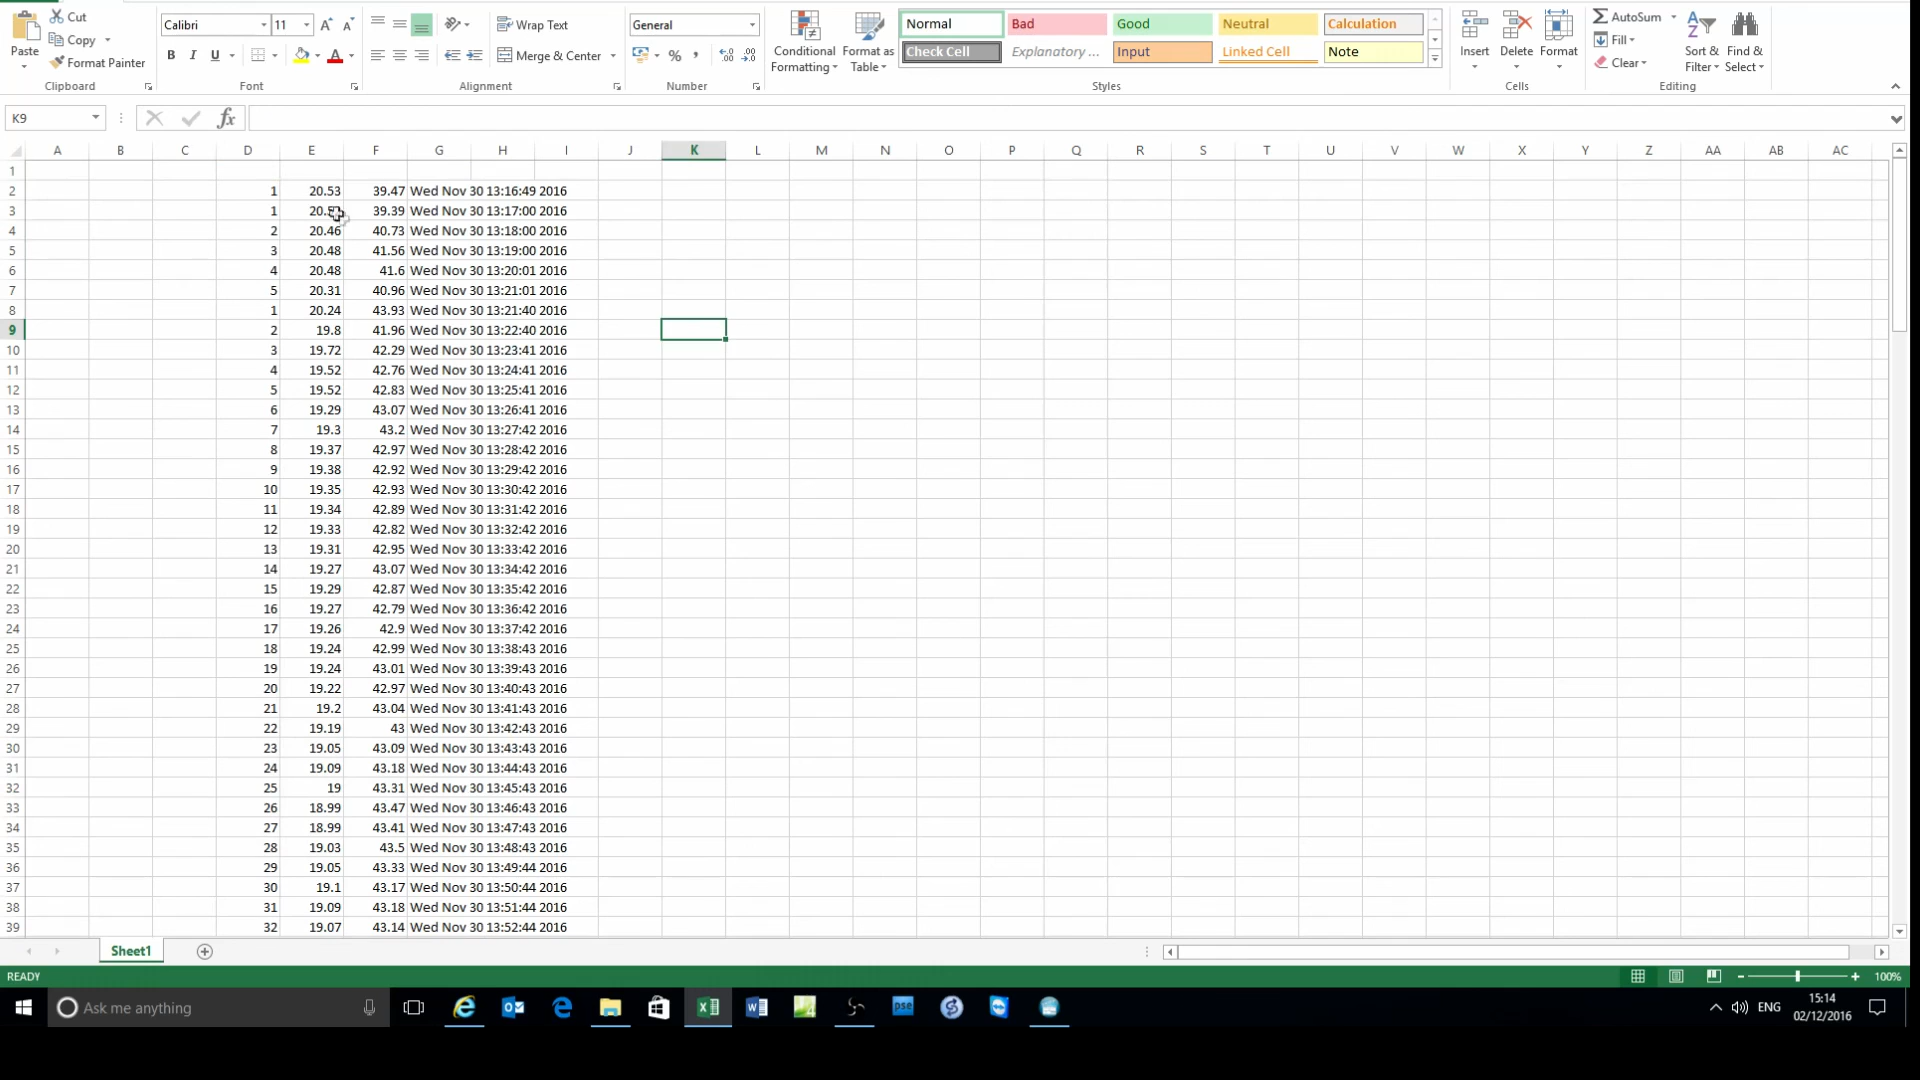 Cut
Calibri 11 A A Wrap Text General Normal Bad Good Neutral Calculation AutoSum
Copy Fill
Paste Format Painter B I U A Merge & Center % , Conditional Formatting Format as Table Check Cell Explanatory ... Input Linked Cell Note Insert Delete Format Clear Sort & Filter Find & Select
Clipboard Font Alignment Number Styles Cells Editing
K9 fx
A B C D E F G H I J K L M N O P Q R S T U V W X Y Z AA AB AC
1
2 1 20.53 39.47 Wed Nov 30 13:16:49 2016
3 1 39.39 Wed Nov 30 13:17:00 2016
4 2 20.46 40.73 Wed Nov 30 13:18:00 2016
5 3 20.48 41.56 Wed Nov 30 13:19:00 2016
6 4 20.48 41.6 Wed Nov 30 13:20:01 2016
7 5 20.31 40.96 Wed Nov 30 13:21:01 2016
8 1 20.24 43.93 Wed Nov 30 13:21:40 2016
9 2 19.8 41.96 Wed Nov 30 13:22:40 2016
10 3 19.72 42.29 Wed Nov 30 13:23:41 2016
11 4 19.52 42.76 Wed Nov 30 13:24:41 2016
12 5 19.52 42.83 Wed Nov 30 13:25:41 2016
13 6 19.29 43.07 Wed Nov 30 13:26:41 2016
14 7 19.3 43.2 Wed Nov 30 13:27:42 2016
15 8 19.37 42.97 Wed Nov 30 13:28:42 2016
16 9 19.38 42.92 Wed Nov 30 13:29:42 2016
17 10 19.35 42.93 Wed Nov 30 13:30:42 2016
18 11 19.34 42.89 Wed Nov 30 13:31:42 2016
19 12 19.33 42.82 Wed Nov 30 13:32:42 2016
20 13 19.31 42.95 Wed Nov 30 13:33:42 2016
21 14 19.27 43.07 Wed Nov 30 13:34:42 2016
22 15 19.29 42.87 Wed Nov 30 13:35:42 2016
23 16 19.27 42.79 Wed Nov 30 13:36:42 2016
24 17 19.26 42.9 Wed Nov 30 13:37:42 2016
25 18 19.24 42.99 Wed Nov 30 13:38:43 2016
26 19 19.24 43.01 Wed Nov 30 13:39:43 2016
27 20 19.22 42.97 Wed Nov 30 13:40:43 2016
28 21 19.2 43.04 Wed Nov 30 13:41:43 2016
29 22 19.19 43 Wed Nov 30 13:42:43 2016
30 23 19.05 43.09 Wed Nov 30 13:43:43 2016
31 24 19.09 43.18 Wed Nov 30 13:44:43 2016
32 25 19 43.31 Wed Nov 30 13:45:43 2016
33 26 18.99 43.47 Wed Nov 30 13:46:43 2016
34 27 18.99 43.41 Wed Nov 30 13:47:43 2016
35 28 19.03 43.5 Wed Nov 30 13:48:43 2016
36 29 19.05 43.33 Wed Nov 30 13:49:44 2016
37 30 19.1 43.17 Wed Nov 30 13:50:44 2016
38 31 19.09 43.18 Wed Nov 30 13:51:44 2016
39 32 19.07 43.14 Wed Nov 30 13:52:44 2016
Sheet1
READY 100%
Ask me anything pse ENG 15:14
02/12/2016